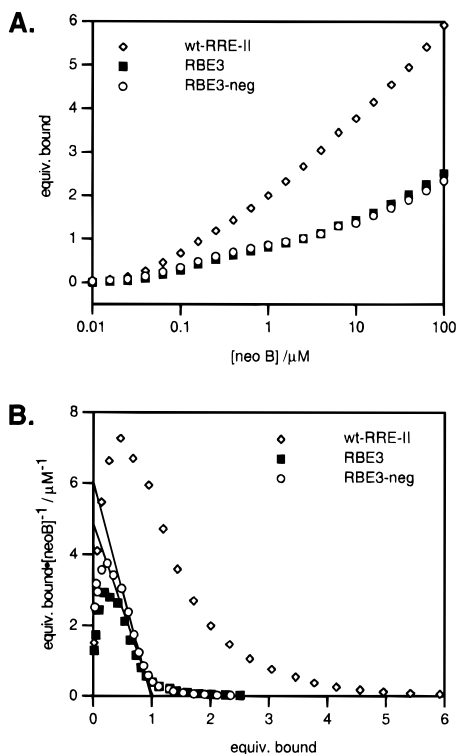 A.
6
5
4
3
2
1
0
equiv. bound
wt-RRE-II
RBE3
RBE3-neg
0.01
0.1
1
10
100
[neo B] /μM
B.
8
6
4
2
0
equiv. bound•[neoB]⁻¹ / μM⁻¹
wt-RRE-II
RBE3
RBE3-neg
0
1
2
3
4
5
6
equiv. bound